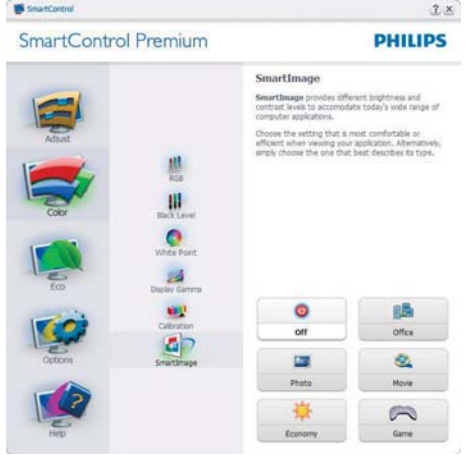 SmartControl
SmartControl Premium
PHILIPS
Adjust
Color
Eco
Options
Help
RGB
Black Level
White Point
Display Gamma
Calibration
SmartImage
SmartImage
SmartImage provides different brightness and
contrast levels to accomodate today's wide range of
computer applications.
Choose the setting that is most comfortable or
efficient when viewing your application. Alternatively,
simply choose the one that best describes its type.
Off
Office
Photo
Movie
Economy
Game